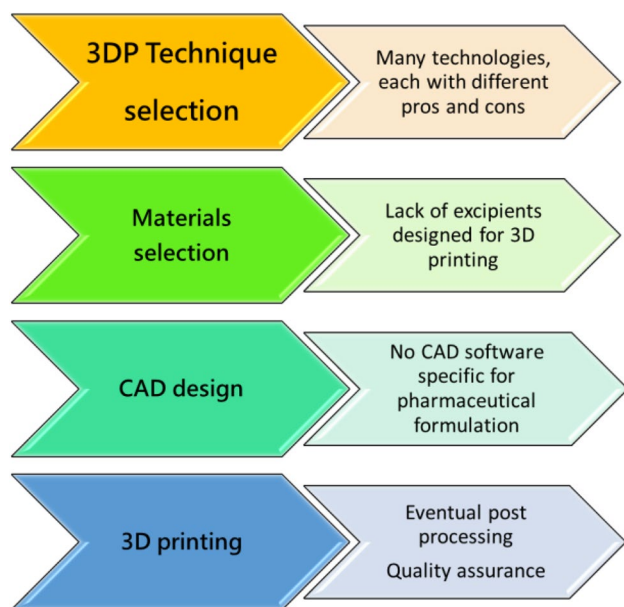 3DP Technique
selection
Many technologies,
each with different
pros and cons
Materials
selection
Lack of excipients
designed for 3D
printing
CAD design
No CAD software
specific for
pharmaceutical
formulation
3D printing
Eventual post
processing
Quality assurance